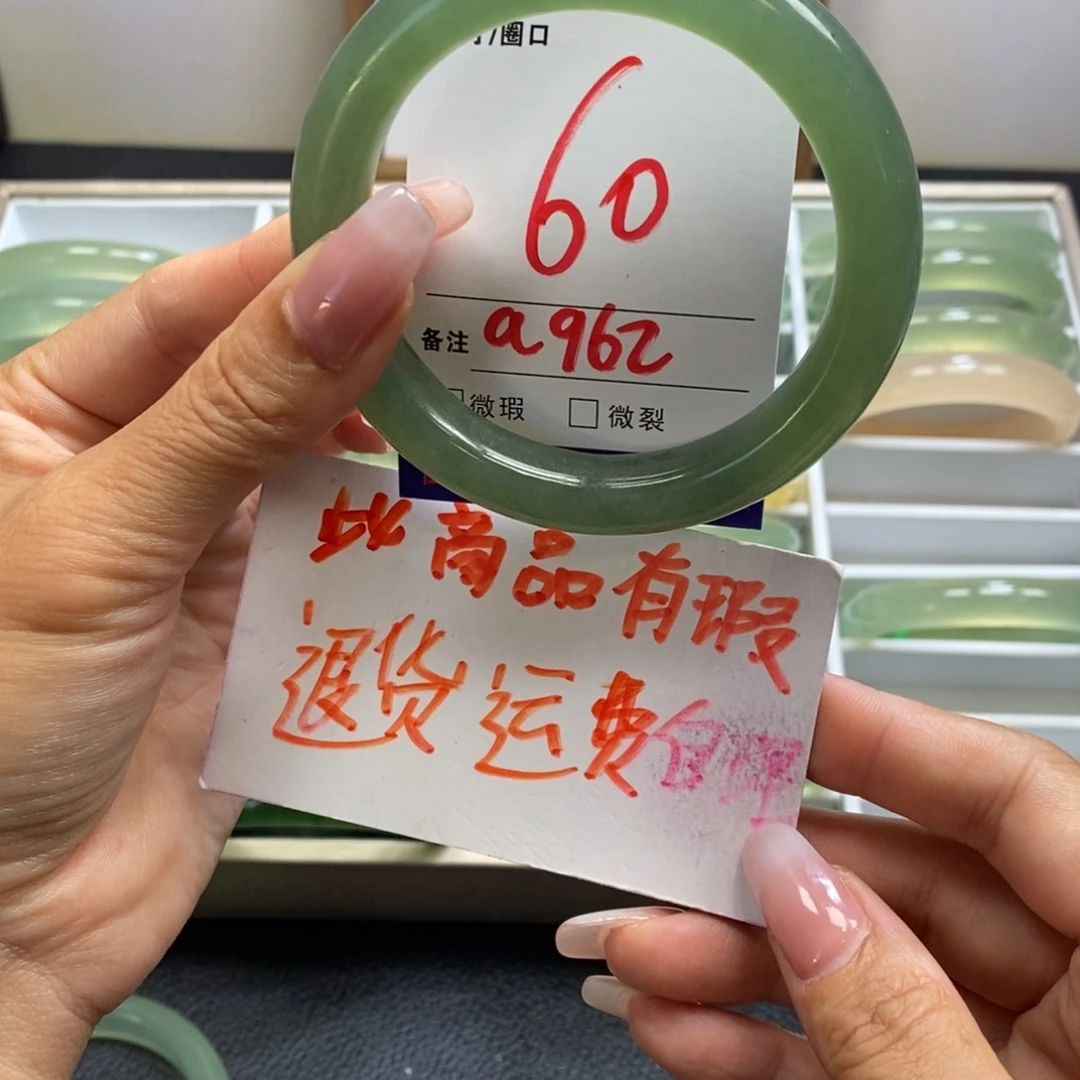 /圈口
60
备注 a962
微瑕 □ 微裂
此商品有瑕
退货运费自理